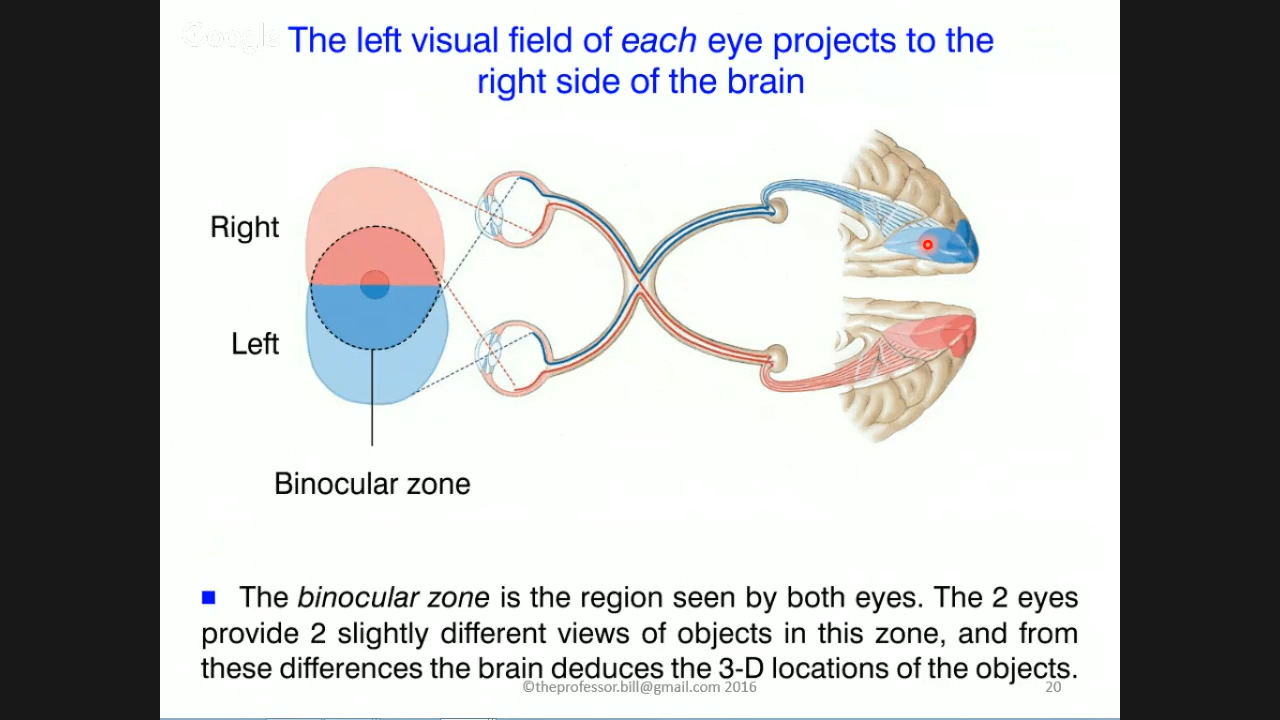 Google
The left visual field of each eye projects to the
right side of the brain
Right
Left
Binocular zone
The binocular zone is the region seen by both eyes. The 2 eyes
provide 2 slightly different views of objects in this zone, and from
these differences the brain deduces the 3-D locations of the objects.
©theprofessor.bill@gmail.com 2016
20